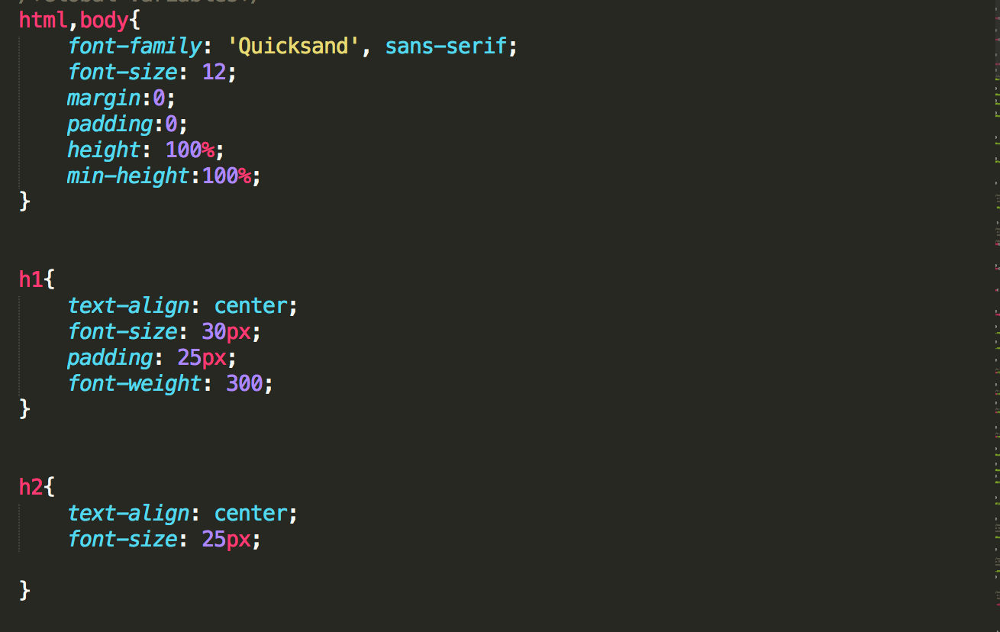 html,body{
    font-family: 'Quicksand', sans-serif;
    font-size: 12;
    margin:0;
    padding:0;
    height: 100%;
    min-height:100%;
}
h1{
    text-align: center;
    font-size: 30px;
    padding: 25px;
    font-weight: 300;
}
h2{
    text-align: center;
    font-size: 25px;
}